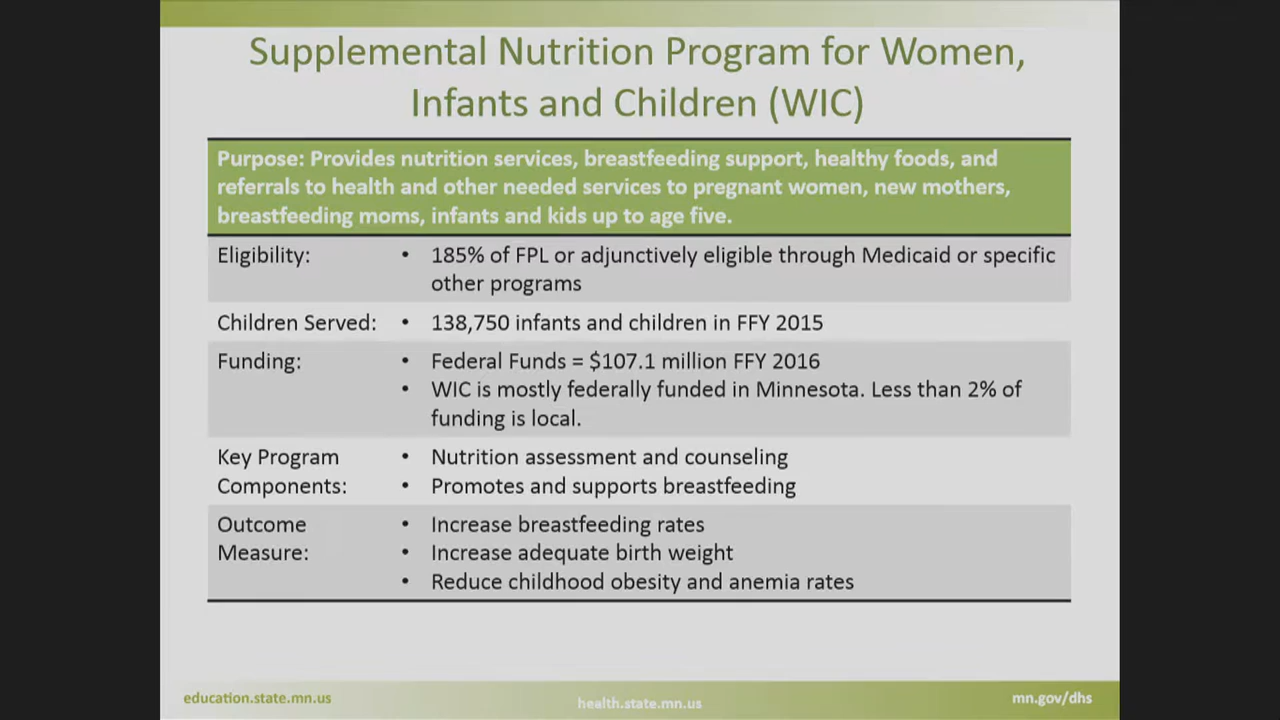 Supplemental Nutrition Program for Women,
Infants and Children (WIC)
Purpose: Provides nutrition services, breastfeeding support, healthy foods, and
referrals to health and other needed services to pregnant women, new mothers,
breastfeeding moms, infants and kids up to age five.
Eligibility: • 185% of FPL or adjunctively eligible through Medicaid or specific
other programs
Children Served: • 138,750 infants and children in FFY 2015
Funding: • Federal Funds = $107.1 million FFY 2016
• WIC is mostly federally funded in Minnesota. Less than 2% of
funding is local.
Key Program • Nutrition assessment and counseling
Components: • Promotes and supports breastfeeding
Outcome • Increase breastfeeding rates
Measure: • Increase adequate birth weight
• Reduce childhood obesity and anemia rates
education.state.mn.us health.state.mn.us mn.gov/dhs